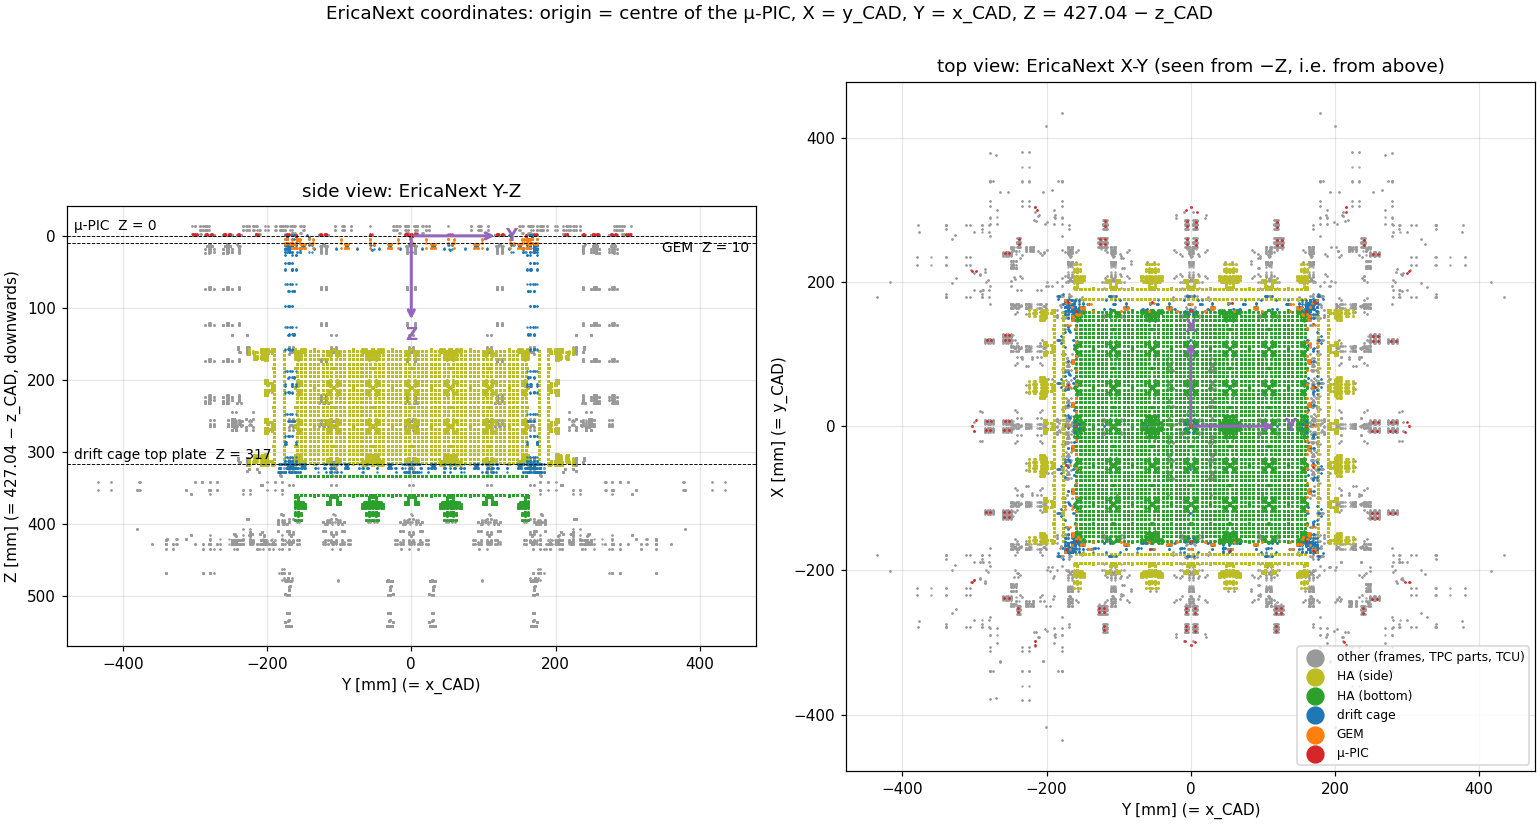 EricaNext coordinates: origin = centre of the μ-PIC, X = y_CAD, Y = x_CAD, Z = 427.04 − z_CAD
side view: EricaNext Y-Z
μ-PIC  Z = 0
GEM  Z = 10
drift cage top plate  Z = 317
Y
Z
0
100
200
300
400
500
Z [mm] (= 427.04 − z_CAD, downwards)
−400
−200
0
200
400
Y [mm] (= x_CAD)
top view: EricaNext X-Y (seen from −Z, i.e. from above)
400
200
0
−200
−400
X [mm] (= y_CAD)
X
Y
other (frames, TPC parts, TCU)
HA (side)
HA (bottom)
drift cage
GEM
μ-PIC
−400
−200
0
200
400
Y [mm] (= x_CAD)